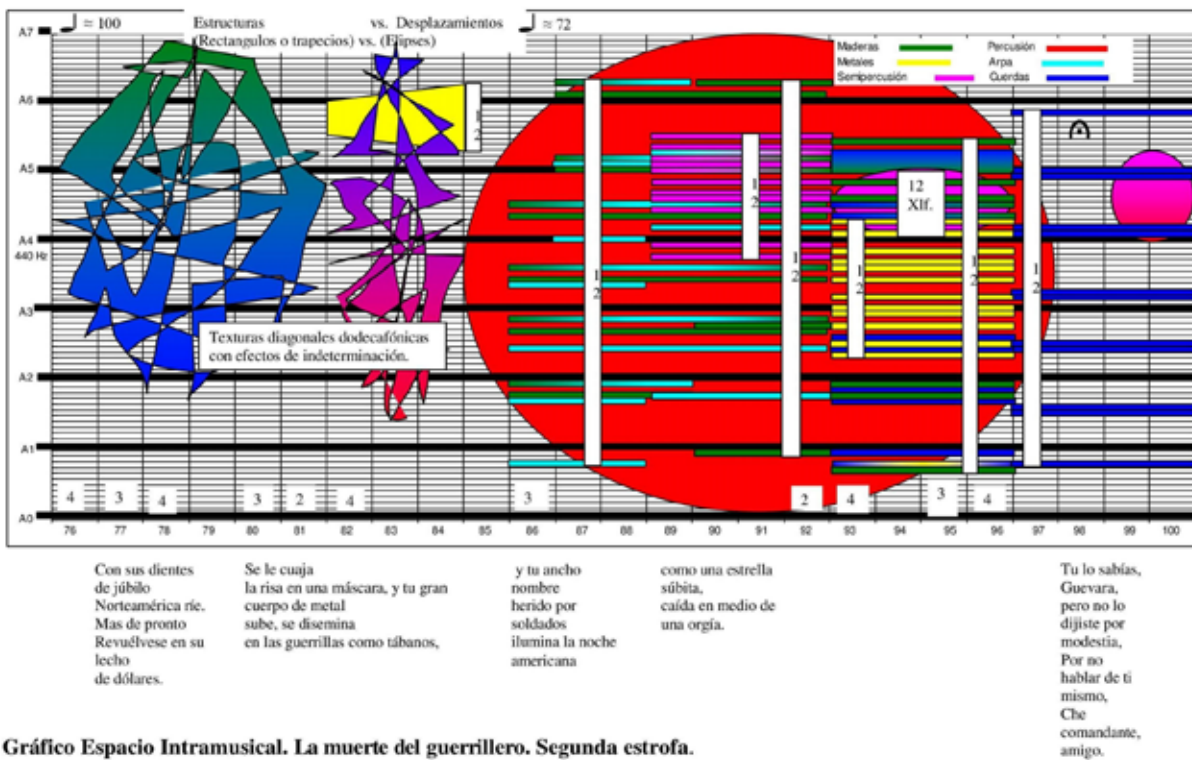 ≈ 100
Estructuras vs. Desplazamientos
(Rectangulos o trapecios) vs. (Elipses)
≈ 72
Maderas
Percusión
Metales
Arpa
Semipercusión
Cuerdas
A7
A6
A5
A4
440 Hz
A3
A2
A1
A0
12
12
12
12
12
Xlf.
12
12
12
Texturas diagonales dodecafónicas
con efectos de indeterminación.
4 3 4 3 2 4 3 2 4 3 4
76 77 78 79 80 81 82 83 84 85 86 87 88 89 90 91 92 93 94 95 96 97 98 99 100
Con sus dientes
de júbilo
Norteamérica ríe.
Mas de pronto
Revuélvese en su
lecho
de dólares.
Se le cuaja
la risa en una máscara, y tu gran
cuerpo de metal
sube, se disemina
en las guerrillas como tábanos,
y tu ancho
nombre
herido por
soldados
ilumina la noche
americana
como una estrella
súbita,
caída en medio de
una orgía.
Tu lo sabías,
Guevara,
pero no lo
dijiste por
modestia,
Por no
hablar de ti
mismo,
Che
comandante,
amigo.
Gráfico Espacio Intramusical. La muerte del guerrillero. Segunda estrofa.